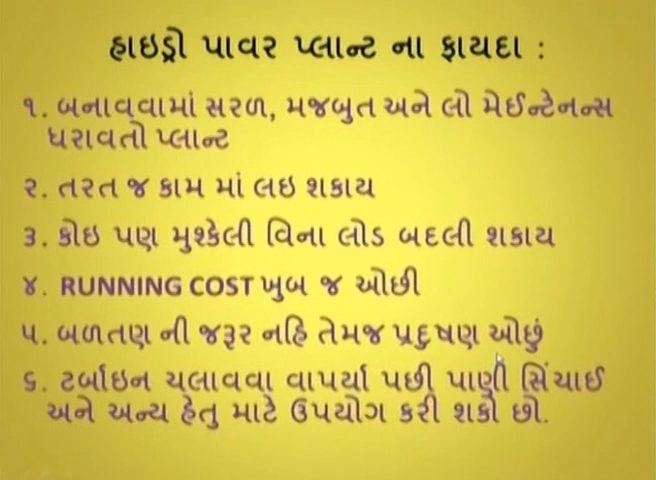 હાઇડ્રો પાવર પ્લાન્ટ ના ફાયદા :
૧. બનાવવામાં સરળ, મજબુત અને લો મેઈન્ટેનન્સ
ધરાવતો પ્લાન્ટ
૨. તરત જ કામ માં લઇ શકાય
૩. કોઇ પણ મુશ્કેલી વિના લોડ બદલી શકાય
૪. RUNNING COST ખુબ જ ઓછી
૫. બળતણ ની જરૂર નહિ તેમજ પ્રદુષણ ઓછું
૬. ટર્બાઇન ચલાવવા વાપર્યા પછી પાણી સિંચાઈ
અને અન્ય હેતુ માટે ઉપયોગ કરી શકો છો.